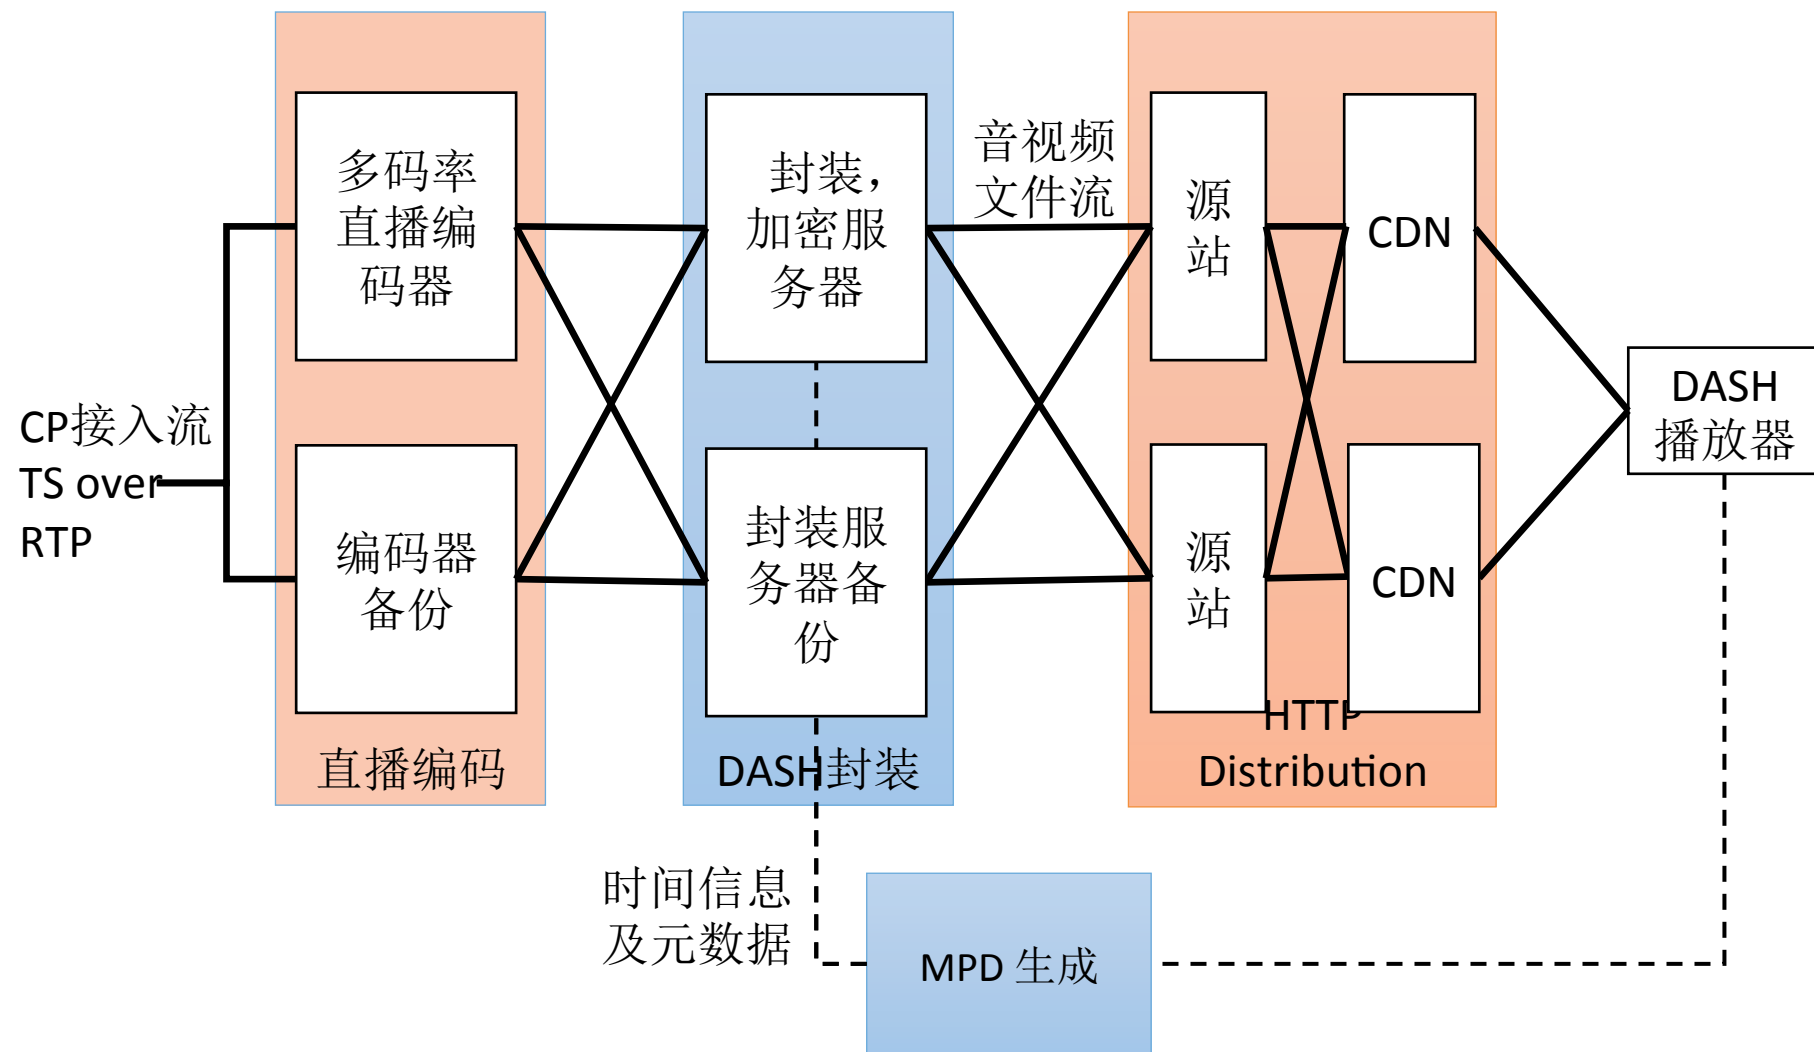 CP接入流
TS over
RTP
多码率
直播编
码器
编码器
备份
直播编码
封装，
加密服
务器
封装服
务器备
份
DASH封装
音视频
文件流
源
站
源
站
CDN
CDN
HTTP
Distribution
DASH
播放器
时间信息
及元数据
MPD 生成